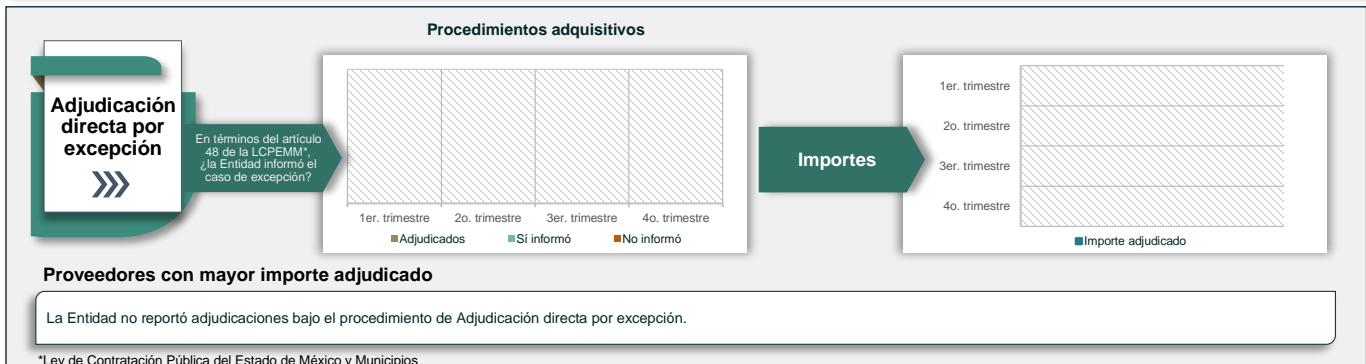 Procedimientos adquisitivos
Adjudicación
directa por
excepción
En términos del artículo
48 de la LCPEMM*,
¿la Entidad informó el
caso de excepción?
1er. trimestre 2o. trimestre 3er. trimestre 4o. trimestre
Adjudicados Sí informó No informó
Importes
1er. trimestre
2o. trimestre
3er. trimestre
4o. trimestre
Importe adjudicado
Proveedores con mayor importe adjudicado
La Entidad no reportó adjudicaciones bajo el procedimiento de Adjudicación directa por excepción.
*Ley de Contratación Pública del Estado de México y Municipios